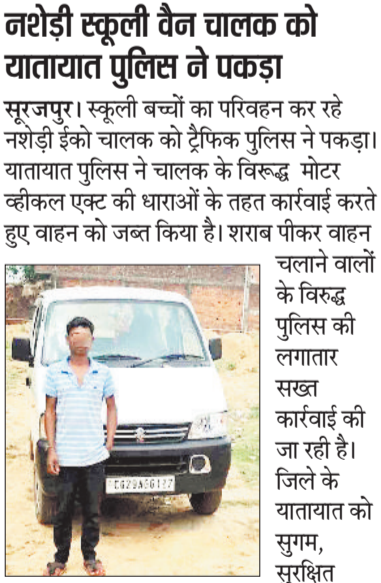 नशेड़ी स्कूली वैन चालक को
यातायात पुलिस ने पकड़ा
सूरजपुर। स्कूली बच्चों का परिवहन कर रहे
नशेड़ी ईको चालक को ट्रैफिक पुलिस ने पकड़ा।
यातायात पुलिस ने चालक के विरूद्ध मोटर
व्हीकल एक्ट की धाराओं के तहत कार्रवाई करते
हुए वाहन को जब्त किया है। शराब पीकर वाहन
चलाने वालों
के विरुद्ध
पुलिस की
लगातार
सख्त
कार्रवाई की
जा रही है।
जिले के
यातायात को
सुगम,
सुरक्षित